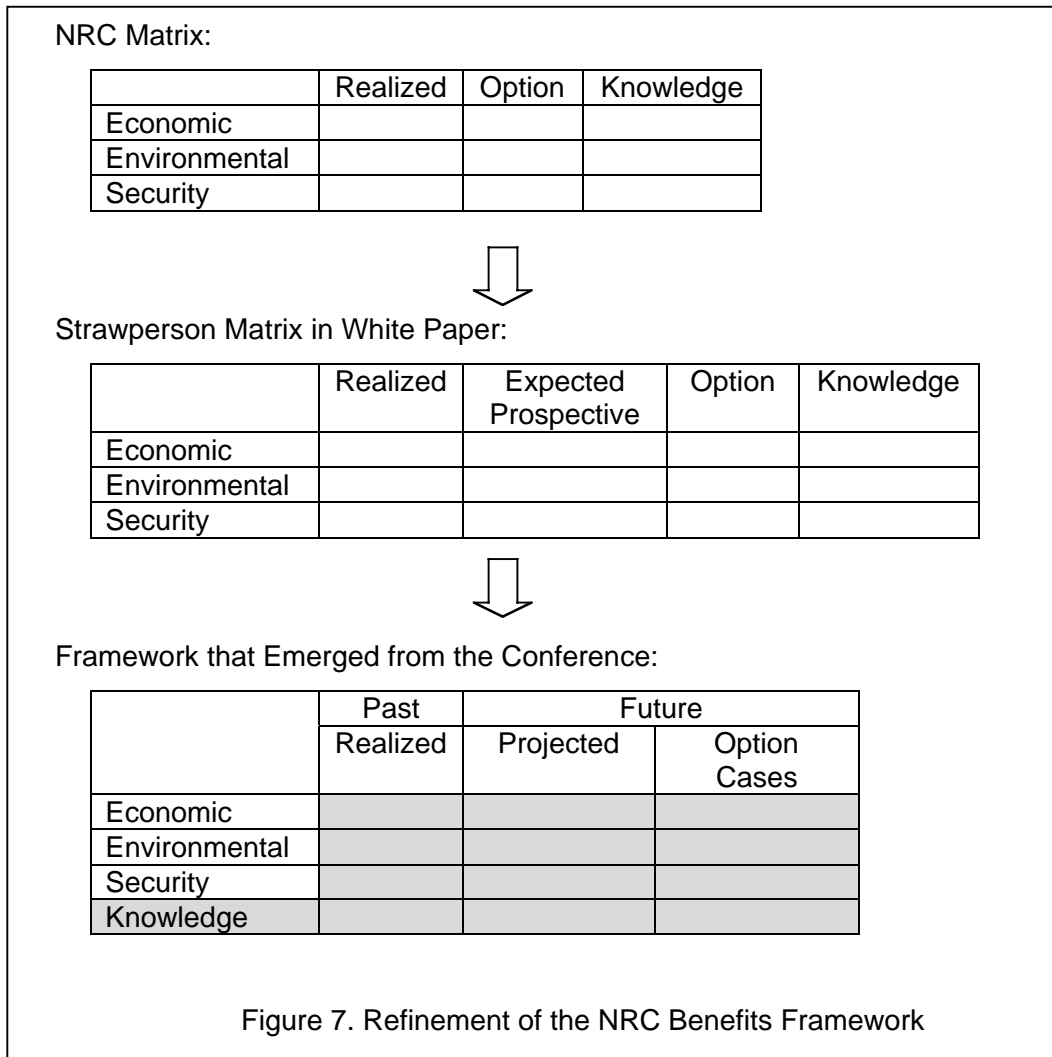 NRC Matrix:
Realized Option Knowledge
Economic
Environmental
Security
Strawperson Matrix in White Paper:
Realized Expected Option Knowledge
Prospective
Economic
Environmental
Security
Framework that Emerged from the Conference:
Past Future
Realized Projected Option
Cases
Economic
Environmental
Security
Knowledge
Figure 7. Refinement of the NRC Benefits Framework